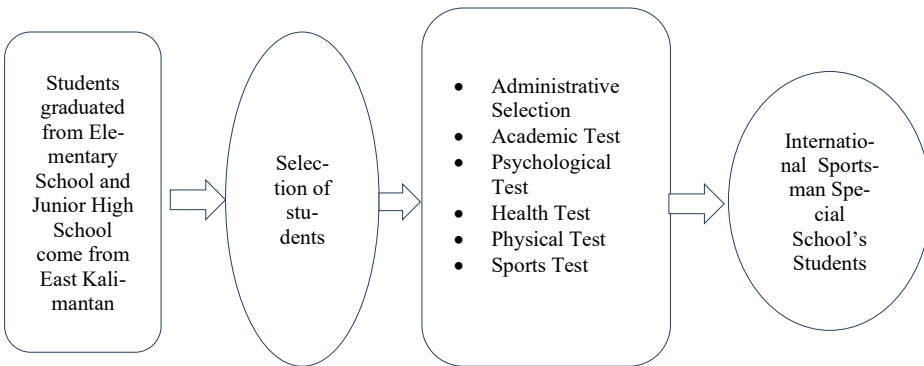 Students
graduated
from Ele-
mentary
School and
Junior High
School
come from
East Kali-
mantan
Selec-
tion of
stu-
dents
• Administrative
Selection
• Academic Test
• Psychological
Test
• Health Test
• Physical Test
• Sports Test
Internatio-
nal Sports-
man Spe-
cial
School’s
Students